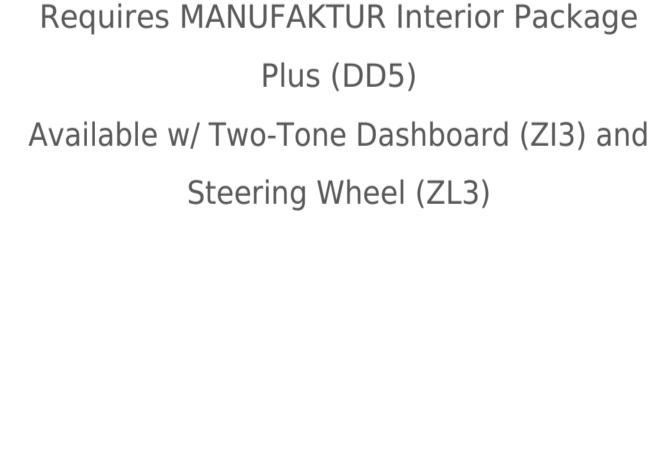 Requires MANUFAKTUR Interior Package
Plus (DD5)
Available w/ Two-Tone Dashboard (ZI3) and
Steering Wheel (ZL3)